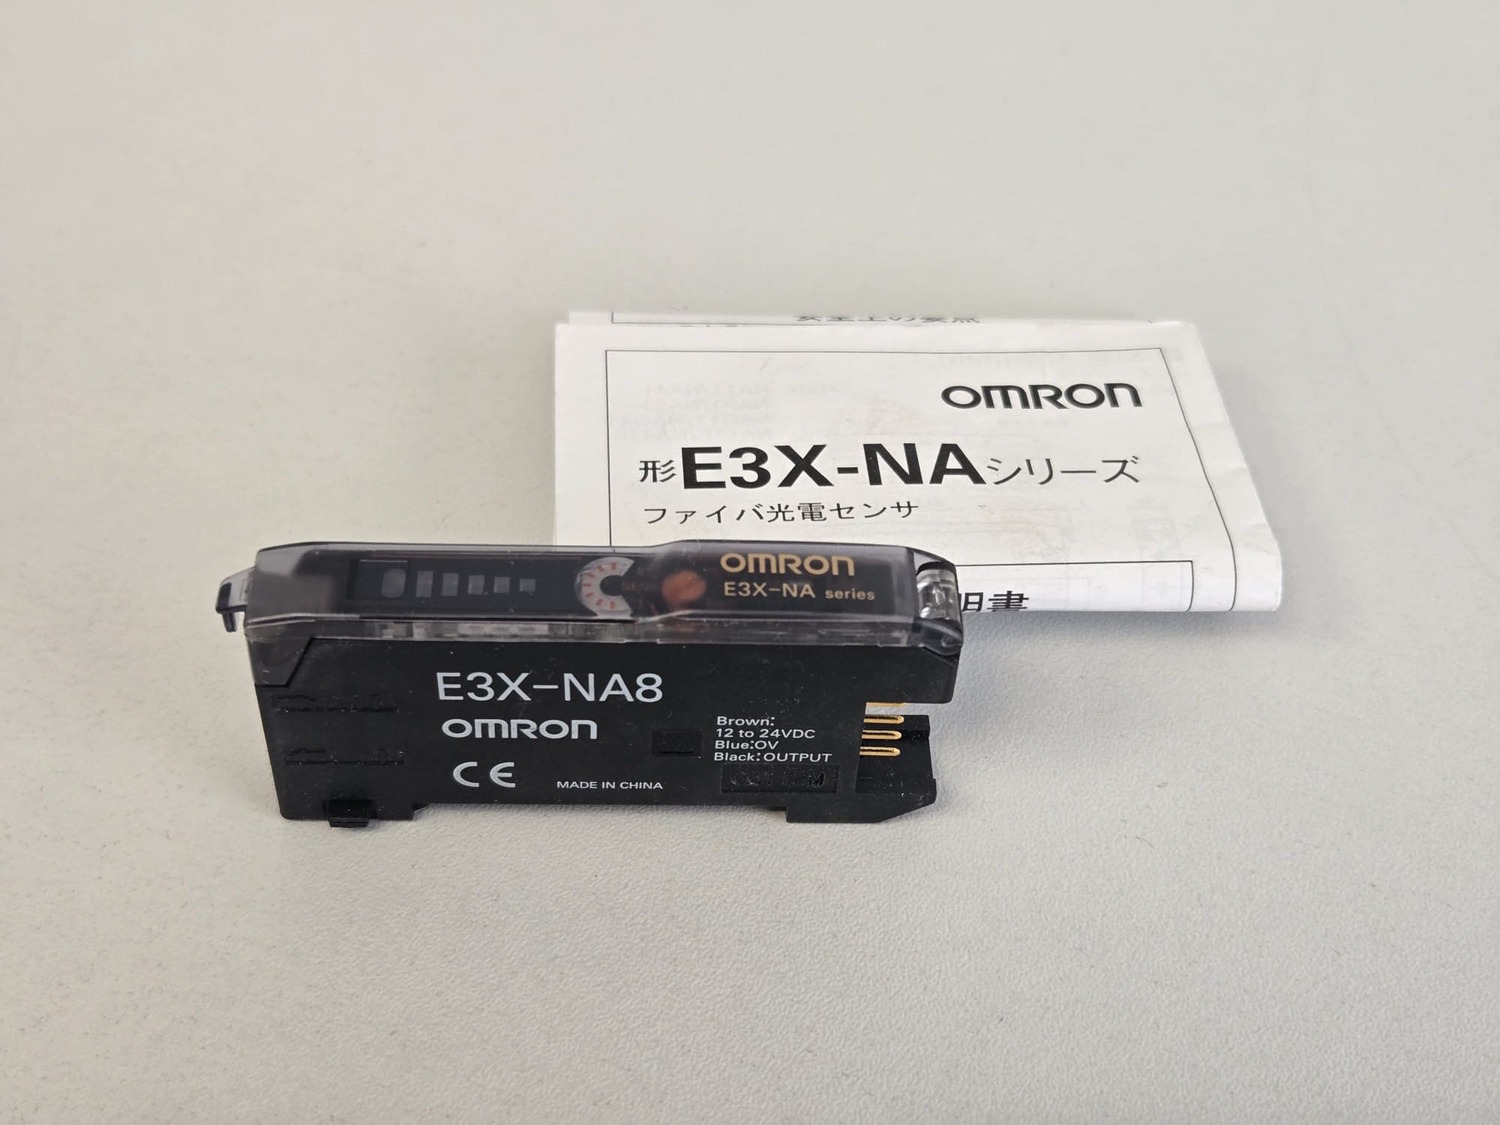 OMRON
形E3X-NAシリーズ
ファイバ光電センサ
明書
OMRON
E3X-NA series
E3X-NA8
OMRON
CE
MADE IN CHINA
Brown:
12 to 24VDC
Blue:0V
Black:OUTPUT